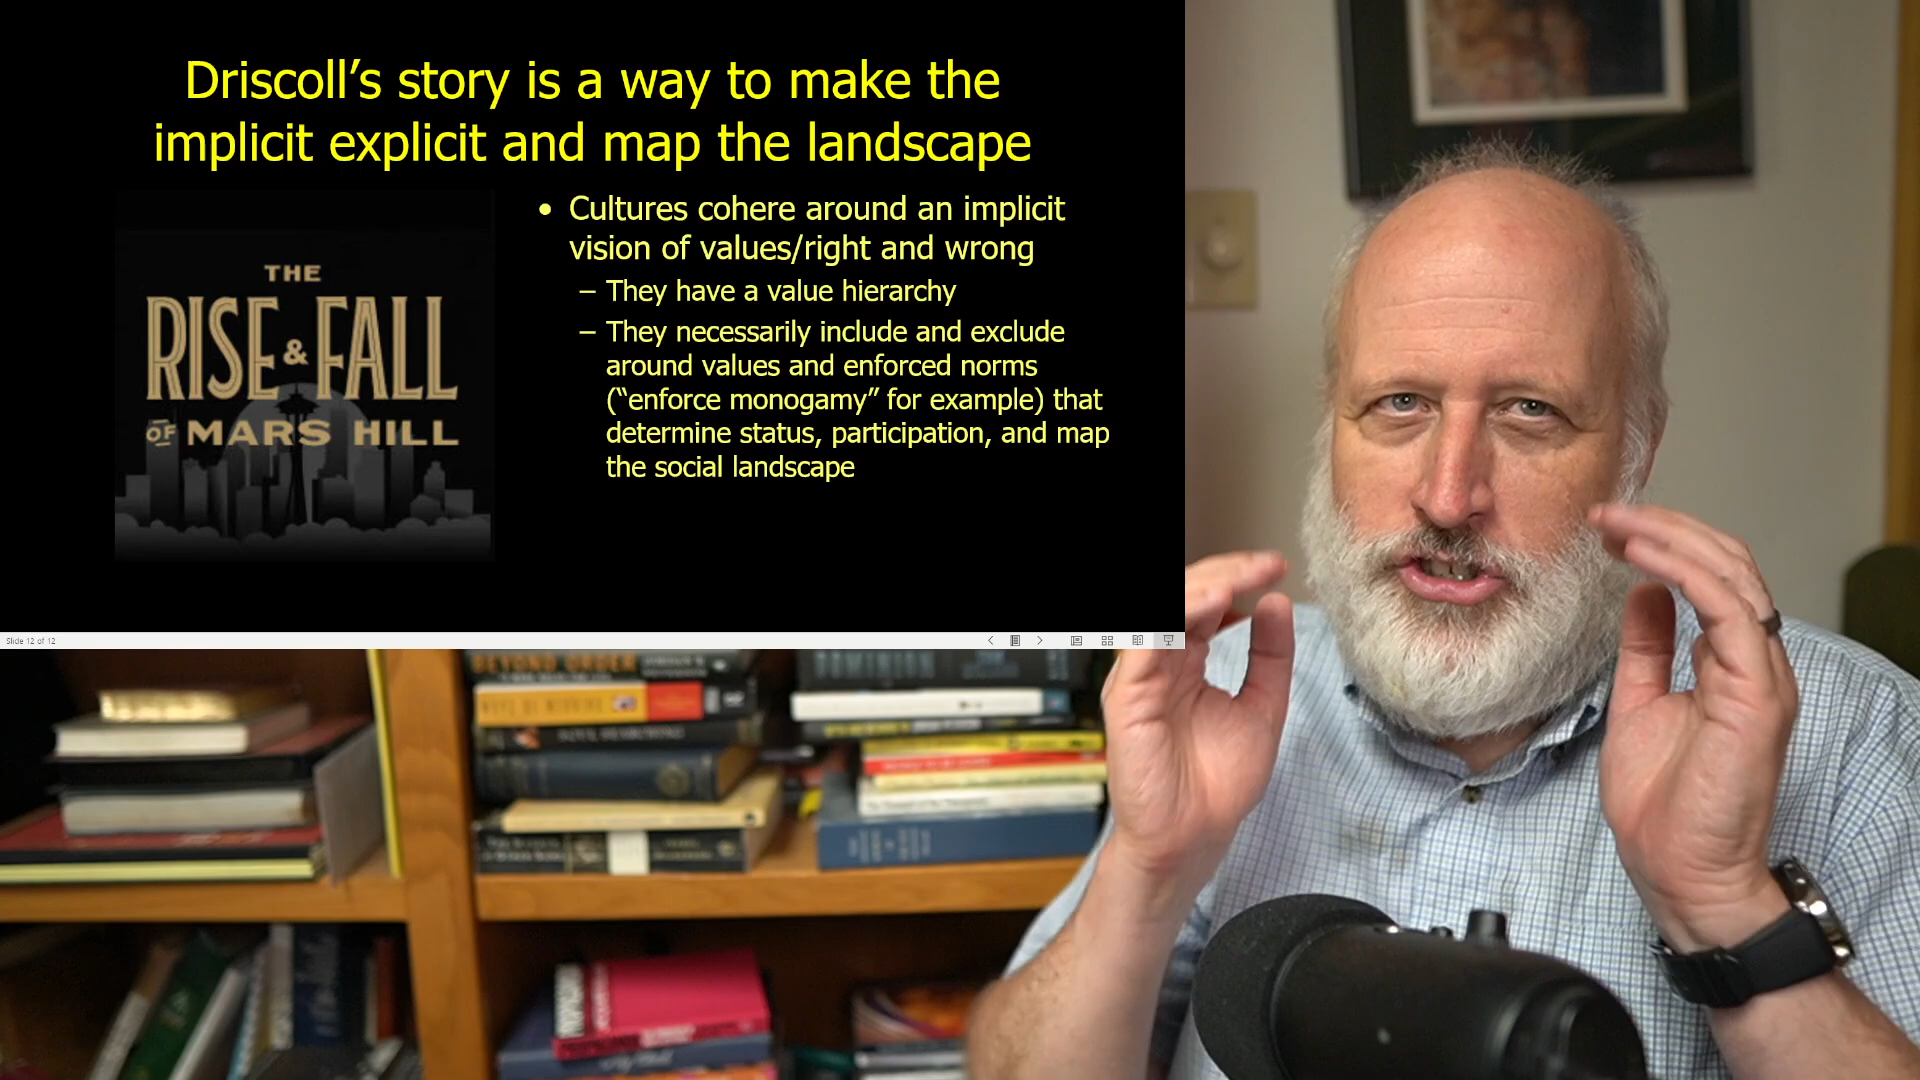 Driscoll’s story is a way to make the
implicit explicit and map the landscape
THE
RISE & FALL
OF MARS HILL
• Cultures cohere around an implicit
vision of values/right and wrong
– They have a value hierarchy
– They necessarily include and exclude
around values and enforced norms
(“enforce monogamy” for example) that
determine status, participation, and map
the social landscape
Slide 12 of 12
BEYOND ORDER
DOMINION